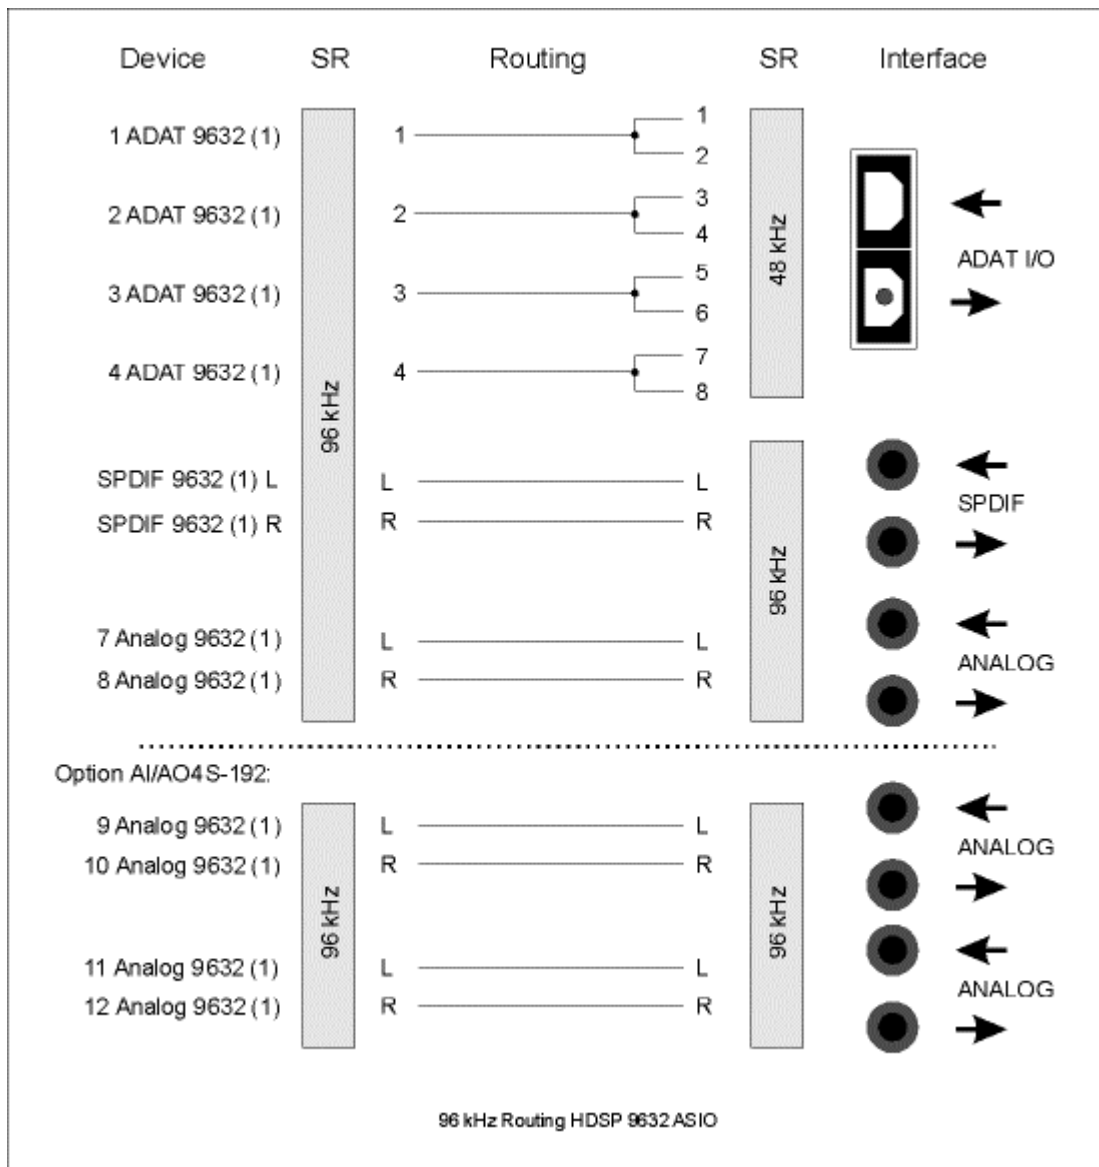 Device SR Routing SR Interface
1 ADAT 9632 (1) 1 1
2
2 ADAT 9632 (1) 2 3
4
3 ADAT 9632 (1) 3 5
6
4 ADAT 9632 (1) 4 7
8
96 kHz
48 kHz
ADAT I/O
SPDIF 9632 (1) L L L
SPDIF 9632 (1) R R R
SPDIF
96 kHz
7 Analog 9632 (1) L L
8 Analog 9632 (1) R R
ANALOG
Option AI/AO4S-192:
9 Analog 9632 (1) L L
10 Analog 9632 (1) R R
ANALOG
96 kHz
96 kHz
11 Analog 9632 (1) L L
12 Analog 9632 (1) R R
ANALOG
96 kHz Routing HDSP 9632 ASIO